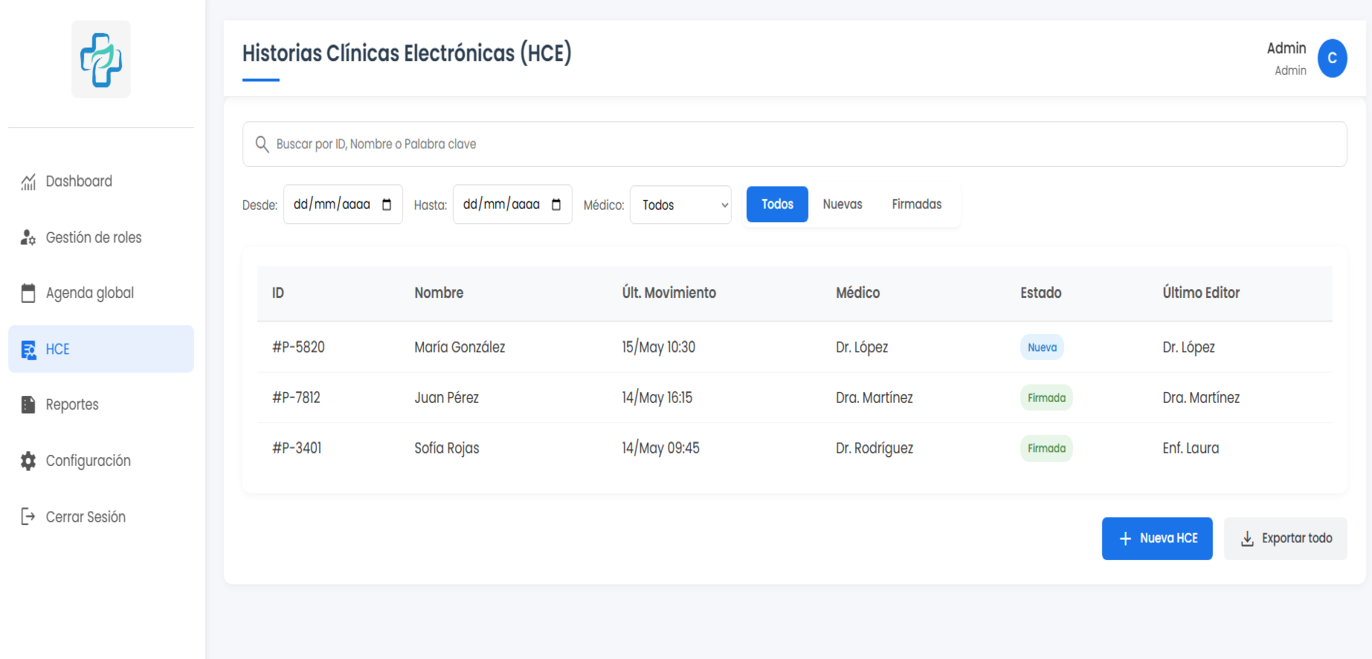 Historias Clínicas Electrónicas (HCE)
Admin
Admin
C
Dashboard
Gestión de roles
Agenda global
HCE
Reportes
Configuración
Cerrar Sesión
Buscar por ID, Nombre o Palabra clave
Desde: dd/mm/aaaa Hasta: dd/mm/aaaa Médico: Todos Todos Nuevas Firmadas
ID Nombre Últ. Movimiento Médico Estado Último Editor
#P-5820 María González 15/May 10:30 Dr. López Nueva Dr. López
#P-7812 Juan Pérez 14/May 16:15 Dra. Martínez Firmada Dra. Martínez
#P-3401 Sofía Rojas 14/May 09:45 Dr. Rodríguez Firmada Enf. Laura
+ Nueva HCE Exportar todo